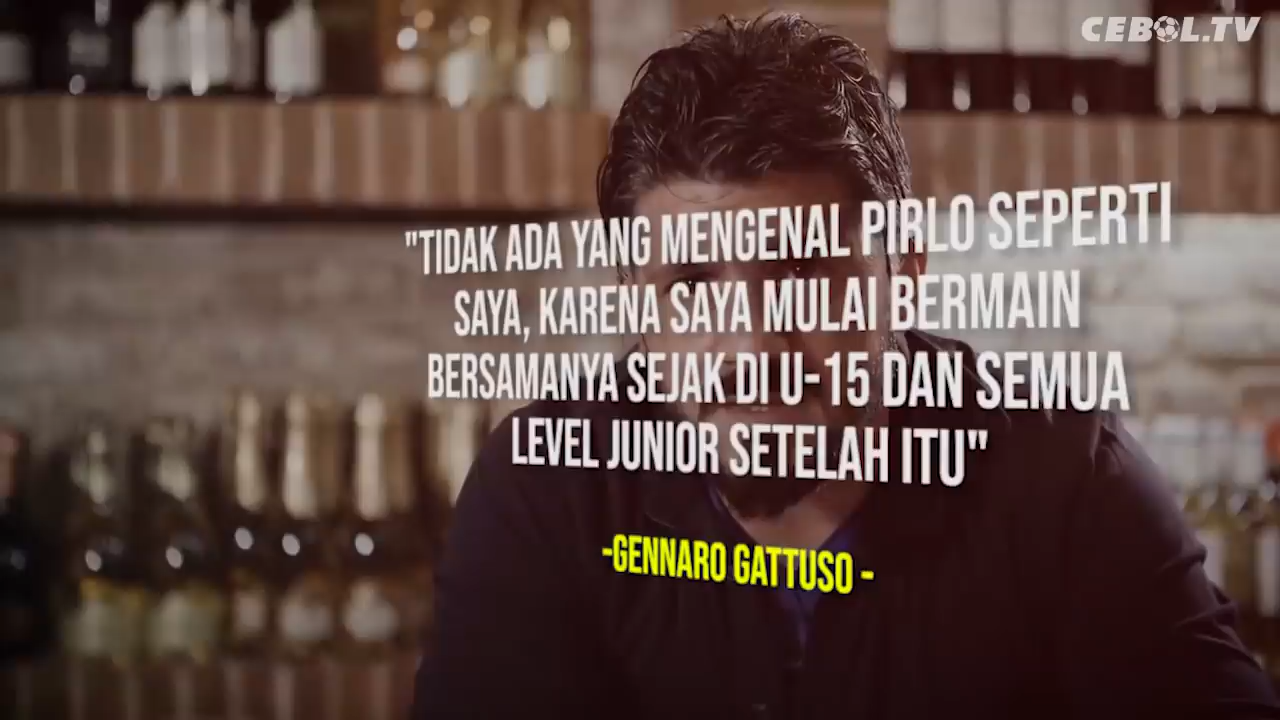 CEBOL.TV
"TIDAK ADA YANG MENGENAL PIRLO SEPERTI
SAYA, KARENA SAYA MULAI BERMAIN
BERSAMANYA SEJAK DI U-15 DAN SEMUA
LEVEL JUNIOR SETELAH ITU"
-GENNARO GATTUSO -